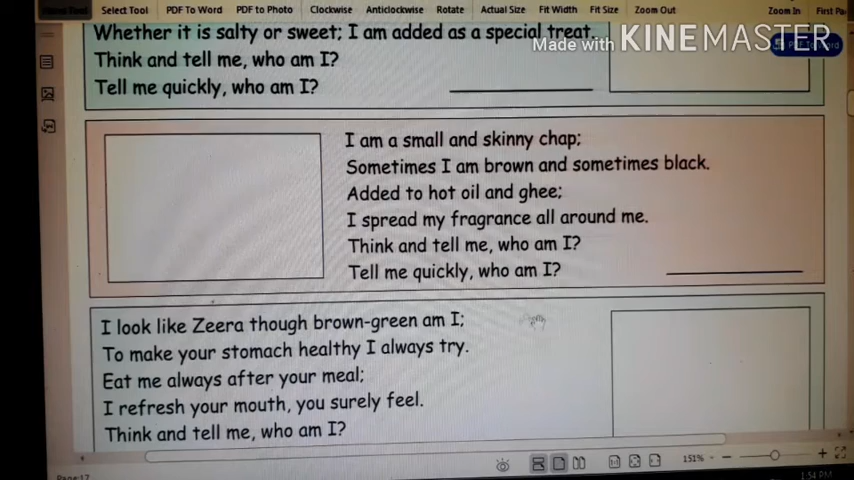 Select Tool PDF To Word PDF to Photo Clockwise Anticlockwise Rotate Actual Size Fit Width Fit Size Zoom Out Zoom In First Pa
Made with KINEMASTER
Whether it is salty or sweet; I am added as a special treat.
Think and tell me, who am I?
Tell me quickly, who am I?
I am a small and skinny chap;
Sometimes I am brown and sometimes black.
Added to hot oil and ghee;
I spread my fragrance all around me.
Think and tell me, who am I?
Tell me quickly, who am I?
I look like Zeera though brown-green am I;
To make your stomach healthy I always try.
Eat me always after your meal;
I refresh your mouth, you surely feel.
Think and tell me, who am I?
151%
Page 17
1:54 PM